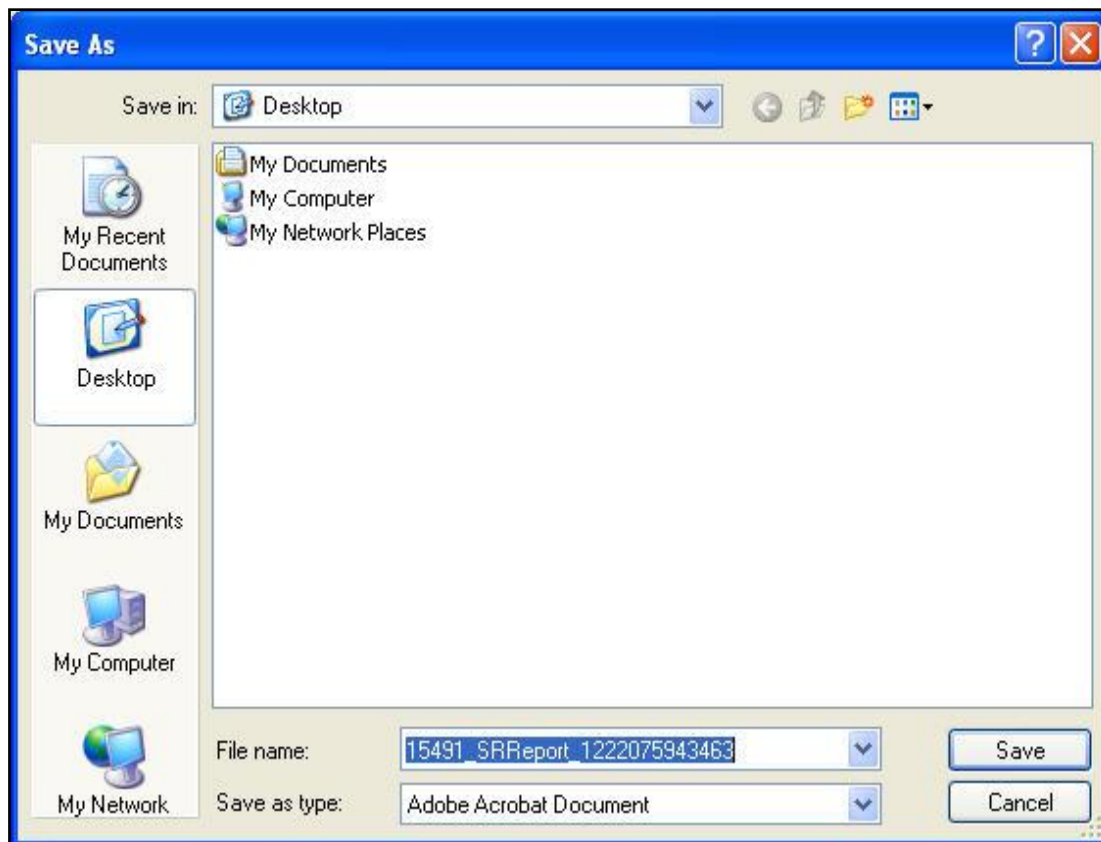 Save As
Save in:
Desktop
My Documents
My Computer
My Network Places
My Recent
Documents
Desktop
My Documents
My Computer
My Network
File name:
15491_SRReport_1222075943463
Save
Save as type:
Adobe Acrobat Document
Cancel